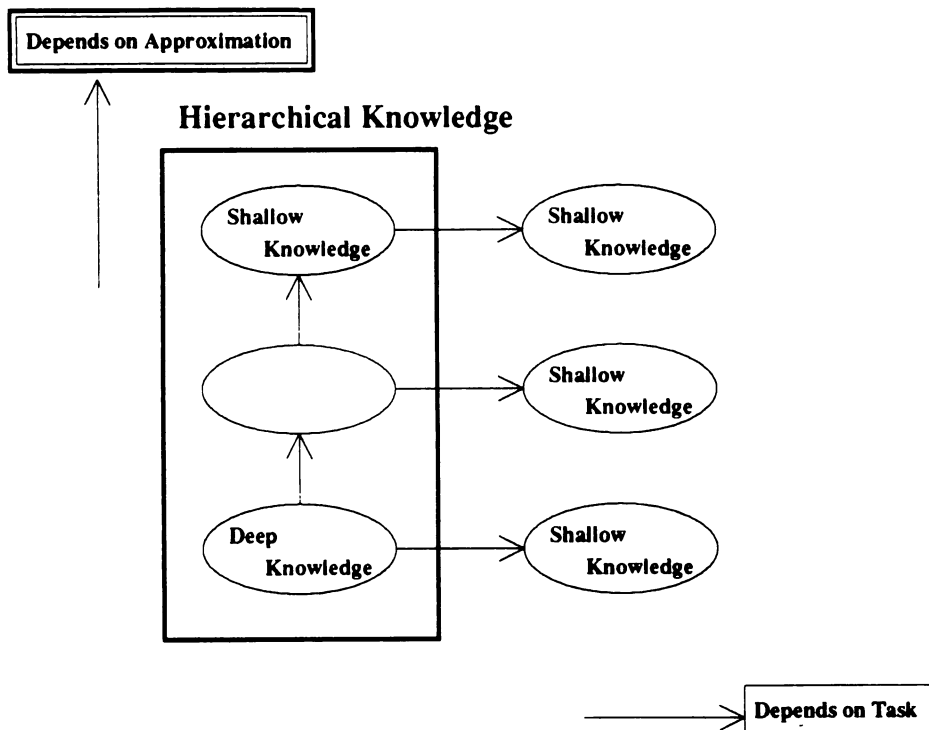 Depends on Approximation
Hierarchical Knowledge
Shallow
Knowledge
Shallow
Knowledge
Shallow
Knowledge
Deep
Knowledge
Shallow
Knowledge
Depends on Task